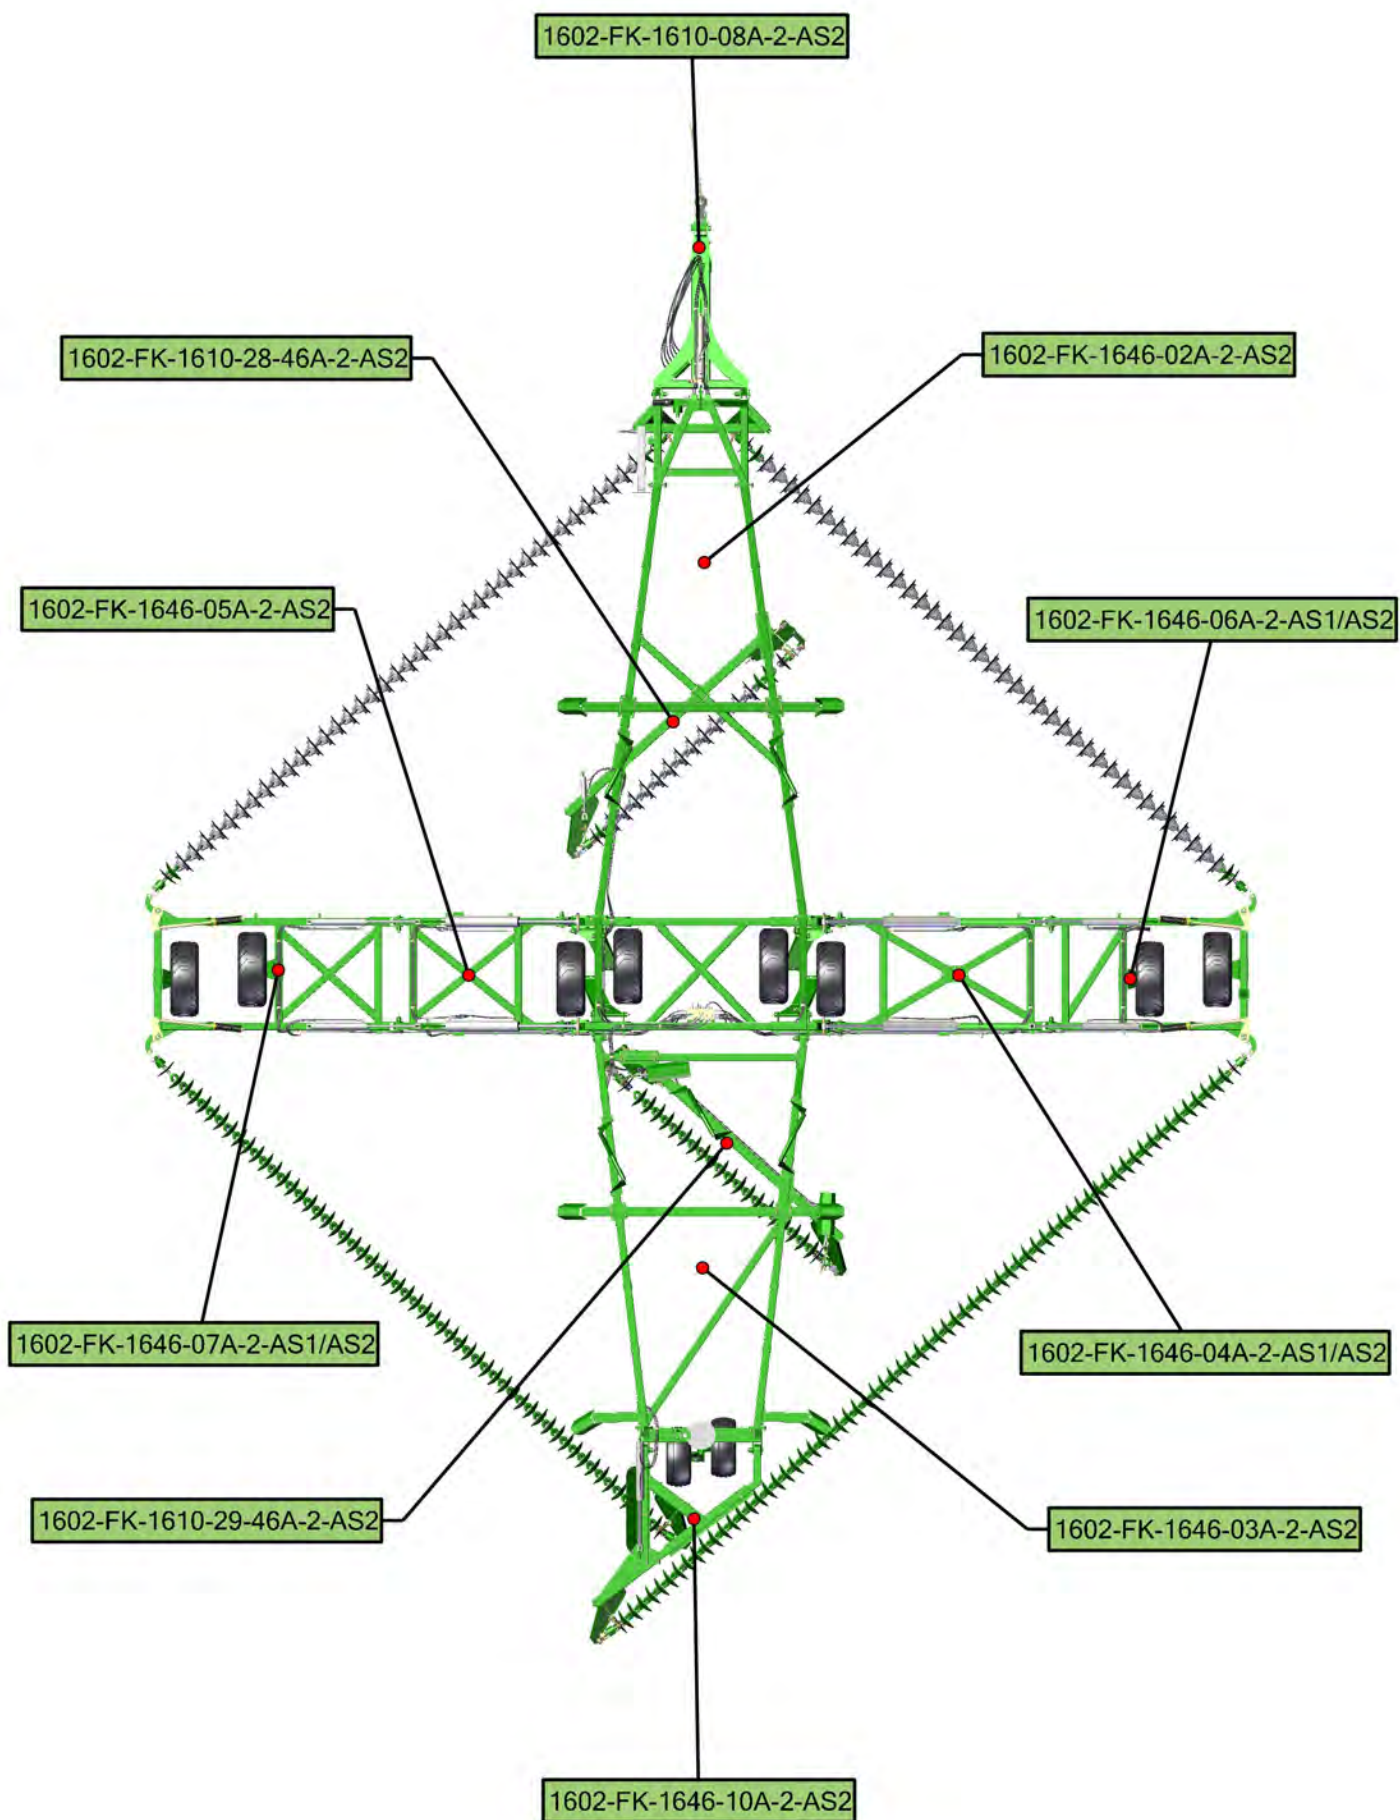 1602-FK-1610-08A-2-AS2
1602-FK-1610-28-46A-2-AS2
1602-FK-1646-02A-2-AS2
1602-FK-1646-05A-2-AS2
1602-FK-1646-06A-2-AS1/AS2
1602-FK-1646-07A-2-AS1/AS2
1602-FK-1646-04A-2-AS1/AS2
1602-FK-1610-29-46A-2-AS2
1602-FK-1646-03A-2-AS2
1602-FK-1646-10A-2-AS2